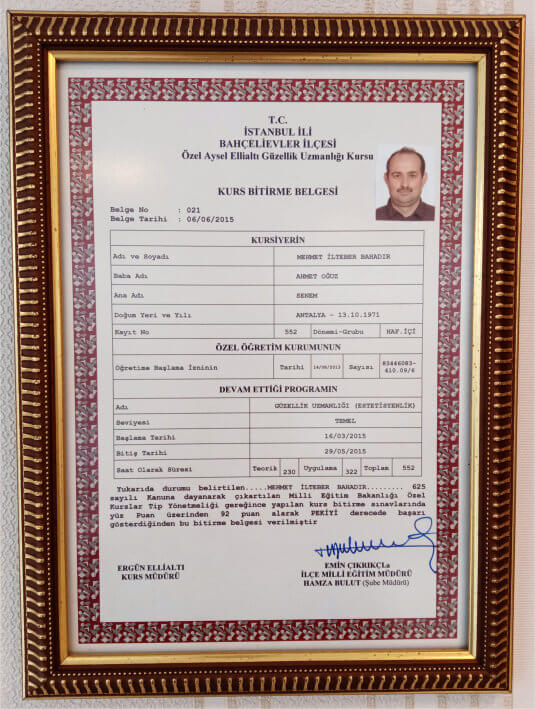 T.C.
İSTANBUL İLİ
BAHÇELİEVLER İLÇESİ
Özel Aysel Ellialtı Güzellik Uzmanlığı Kursu
KURS BİTİRME BELGESİ
Belge No : 021
Belge Tarihi : 06/06/2015
KURSİYERİN
Adı ve Soyadı MEHMET İLTEBER BAHADIR
Baba Adı AHMET OĞUZ
Ana Adı SENEM
Doğum Yeri ve Yılı ANTALYA - 13.10.1971
Kayıt No 552 Dönemi-Grubu HAF.İÇİ
ÖZEL ÖĞRETİM KURUMUNUN
Öğretime Başlama İzninin Tarihi 14/06/2013 Sayısı 83446083-
410.09/6
DEVAM ETTİĞİ PROGRAMIN
Adı GÜZELLİK UZMANLIĞI (ESTETİSYENLİK)
Seviyesi TEMEL
Başlama Tarihi 16/03/2015
Bitiş Tarihi 29/05/2015
Saat Olarak Süresi Teorik 230 Uygulama 322 Toplam 552
Yukarıda durumu belirtilen.....MEHMET İLTEBER BAHADIR......... 625
sayılı Kanuna dayanarak çıkartılan Milli Eğitim Bakanlığı Özel
Kurslar Tip Yönetmeliği gereğince yapılan kurs bitirme sınavlarında
yüz Puan üzerinden 92 puan alarak PEKİYİ derecede başarı
gösterdiğinden bu bitirme belgesi verilmiştir
ERGÜN ELLİALTI
KURS MÜDÜRÜ
EMİN ÇIKRIKÇLa
İLÇE MİLLİ EĞİTİM MÜDÜRÜ
HAMZA BULUT (Şube Müdürü)